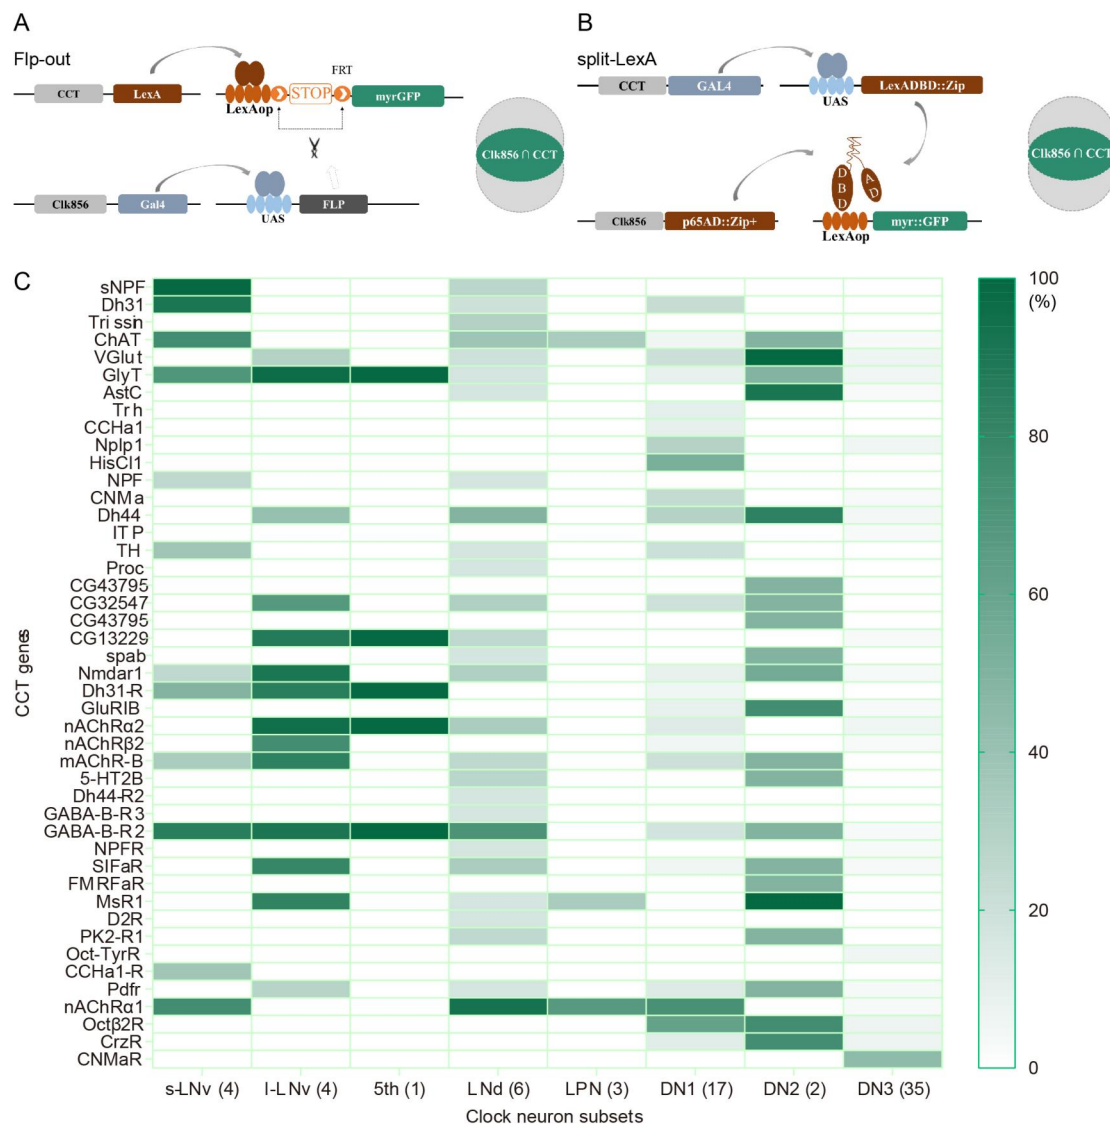 A
Flp-out
CCT
LexA
LexAop
STOP
FRT
myrGFP
Clk856 ∩ CCT
Clk856
Gal4
UAS
FLP
B
split-LexA
CCT
GAL4
UAS
LexADBD::Zip
DBD
AD
Clk856
p65AD::Zip+
LexAop
myr::GFP
Clk856 ∩ CCT
C
CCT genes
sNPF
Dh31
Trissin
ChAT
VGlut
GlyT
AstC
Trh
CCHa1
Nplp1
HisCl1
NPF
CNMa
Dh44
ITP
TH
Proc
CG43795
CG32547
CG43795
CG13229
spab
Nmdar1
Dh31-R
GluRIB
nAChRα2
nAChRβ2
mAChR-B
5-HT2B
Dh44-R2
GABA-B-R3
GABA-B-R2
NPFR
SIFaR
FMRFaR
MsR1
D2R
PK2-R1
Oct-TyrR
CCHa1-R
Pdfr
nAChRα1
Octβ2R
CrzR
CNMaR
s-LNv (4) l-LNv (4) 5th (1) LNd (6) LPN (3) DN1 (17) DN2 (2) DN3 (35)
Clock neuron subsets
100
(%)
80
60
40
20
0